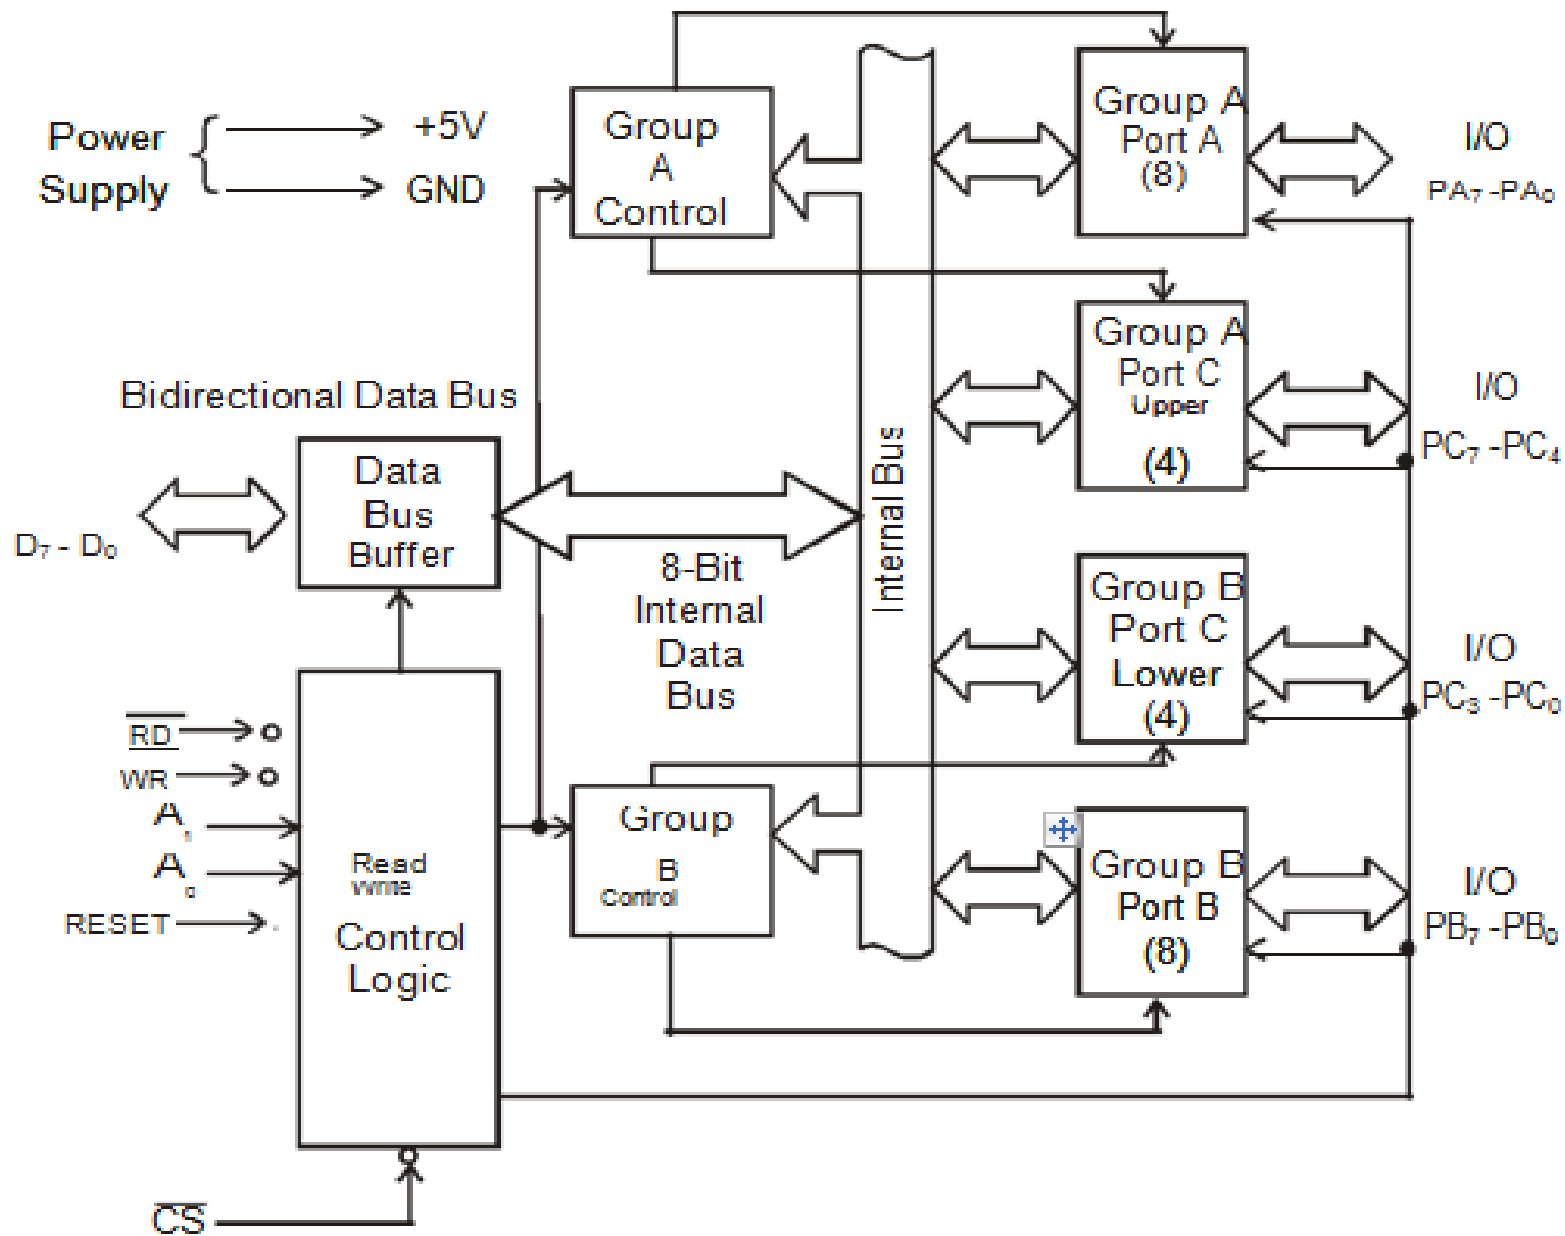 Power
Supply
+5V
GND
Group
A
Control
Group A
Port A
(8)
I/O
PA₇ -PA₀
Group A
Port C
Upper
(4)
I/O
PC₇ -PC₄
Bidirectional Data Bus
Data
Bus
Buffer
D₇ - D₀
8-Bit
Internal
Data
Bus
Internal Bus
Group B
Port C
Lower
(4)
I/O
PC₃ -PC₀
RD
WR
A₁
A₀
RESET
Read
Write
Control
Logic
Group
B
Control
Group B
Port B
(8)
I/O
PB₇ -PB₀
CS